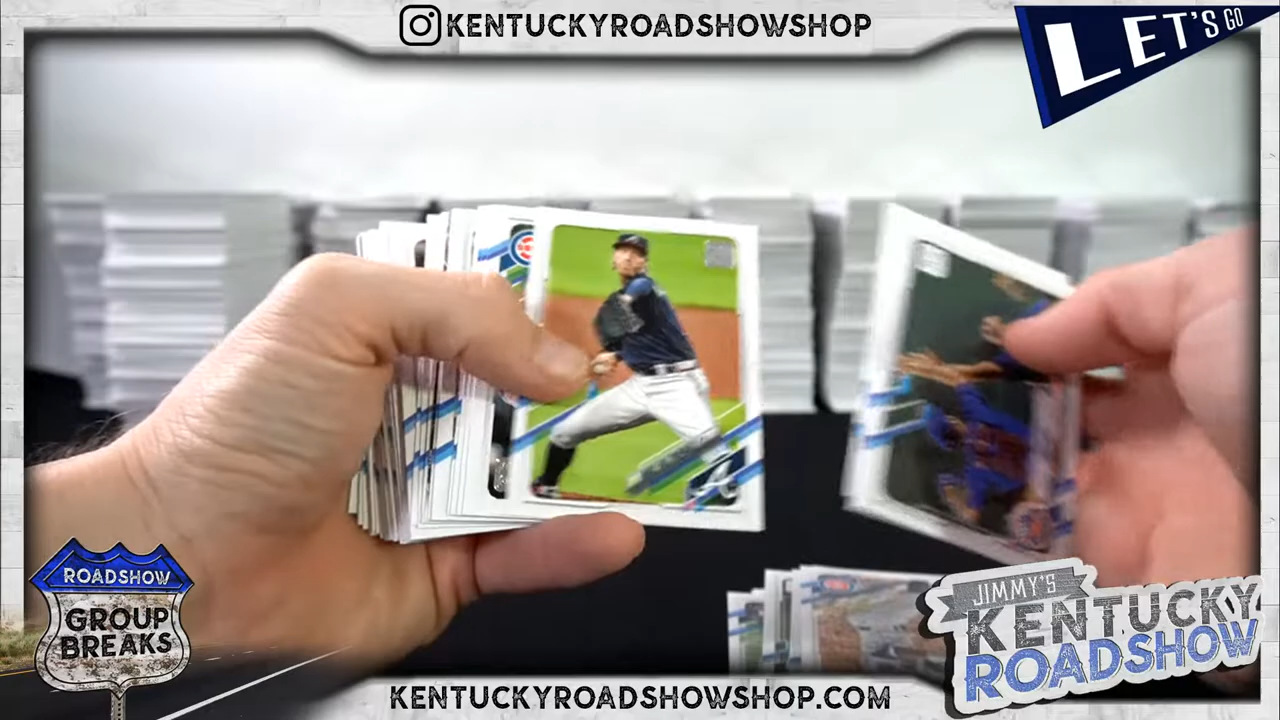 KENTUCKYROADSHOWSHOP
LET'S GO
ROADSHOW
GROUP
BREAKS
JIMMY'S
KENTUCKY
ROADSHOW
KENTUCKYROADSHOWSHOP.COM